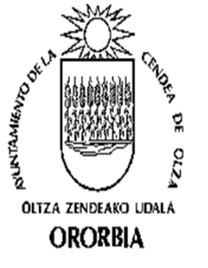 AYUNTAMIENTO DE LA
CENDEA DE OLZA
OLTZA ZENDEAKO UDALA
ORORBIA